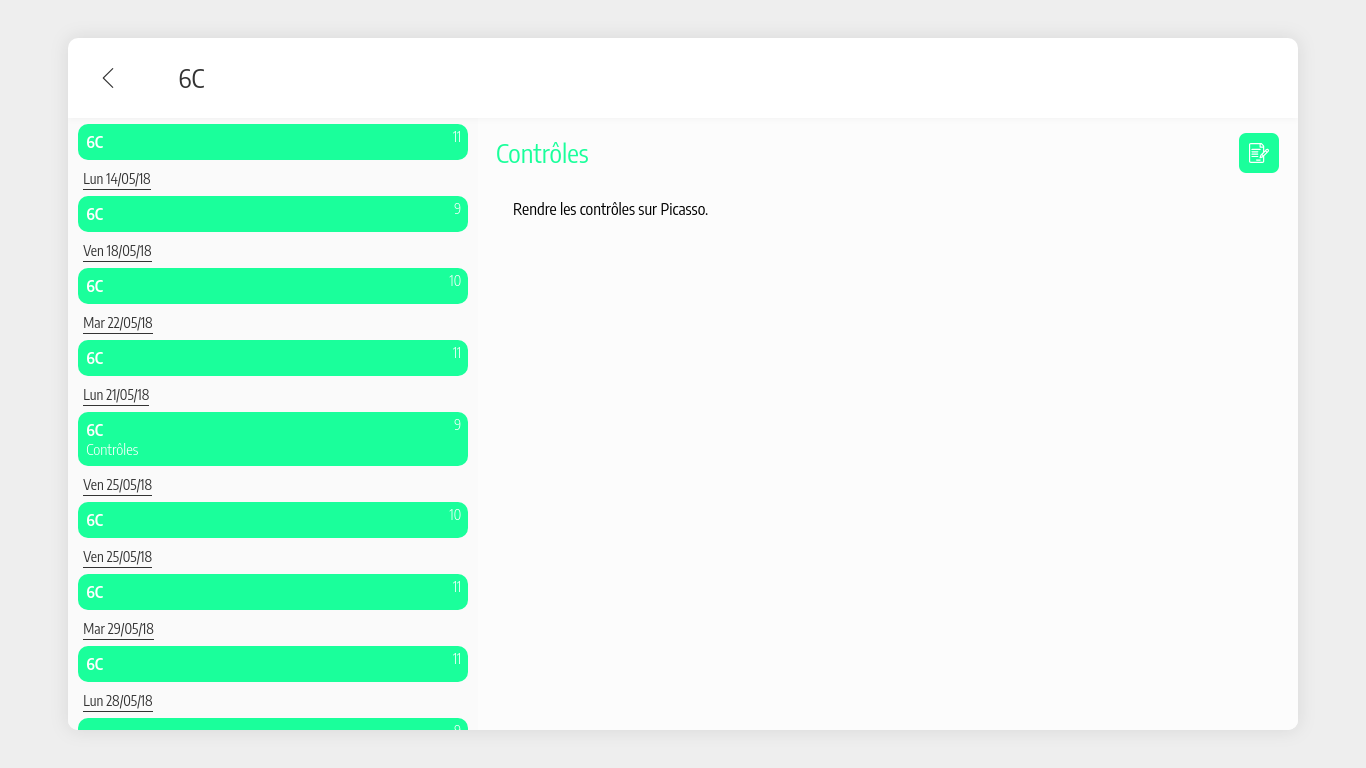 6C
6C
11
Lun 14/05/18
6C
9
Ven 18/05/18
6C
10
Mar 22/05/18
6C
11
Lun 21/05/18
6C
9
Contrôles
Ven 25/05/18
6C
10
Ven 25/05/18
6C
11
Mar 29/05/18
6C
11
Lun 28/05/18
Contrôles
Rendre les contrôles sur Picasso.